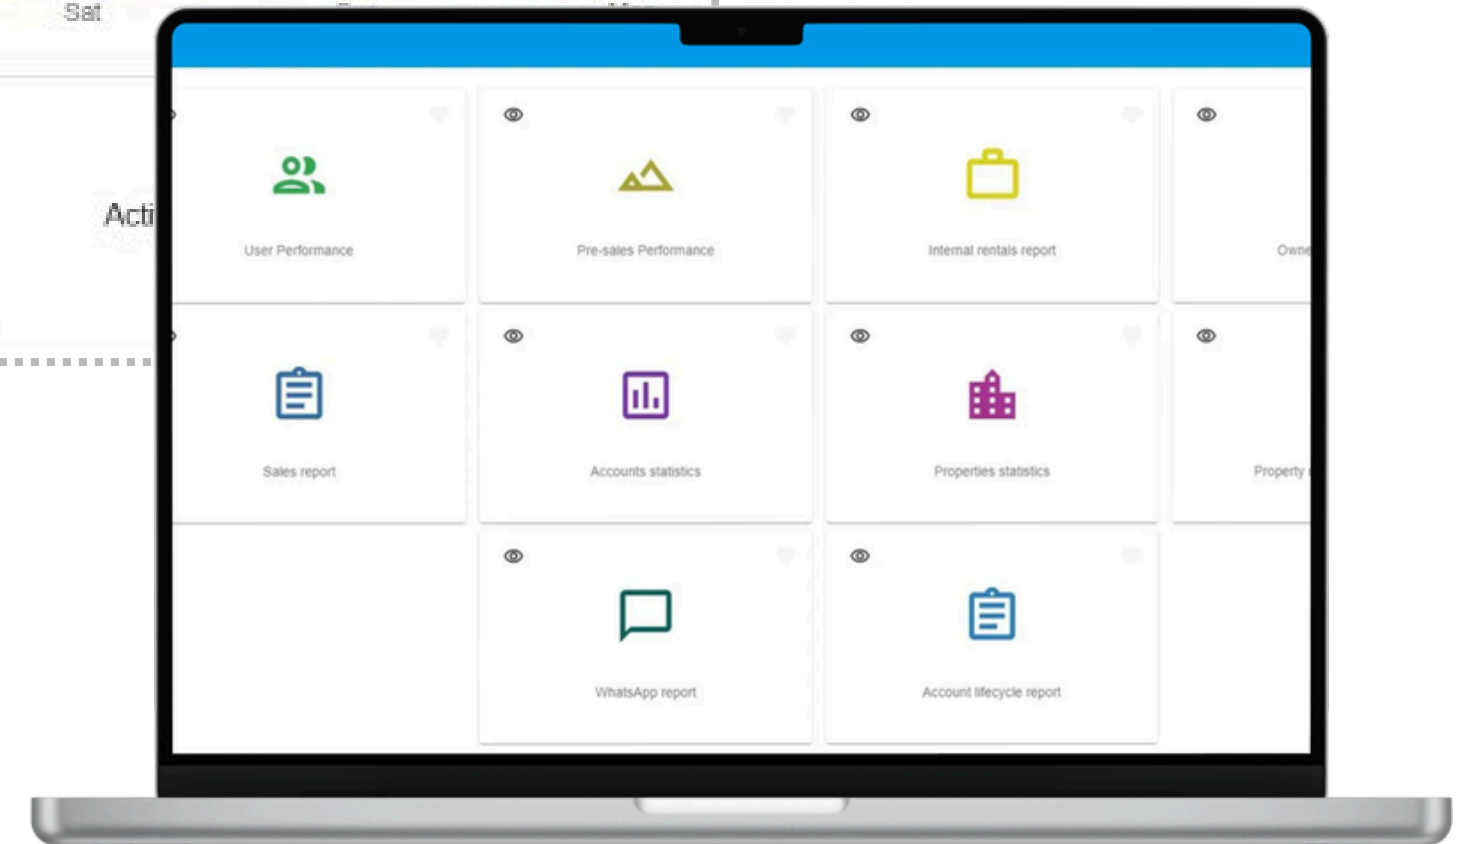 Sat
Acti
User Performance
Pre-sales Performance
Internal rentals report
Owne
Sales report
Accounts statistics
Properties statistics
Property
WhatsApp report
Account lifecycle report